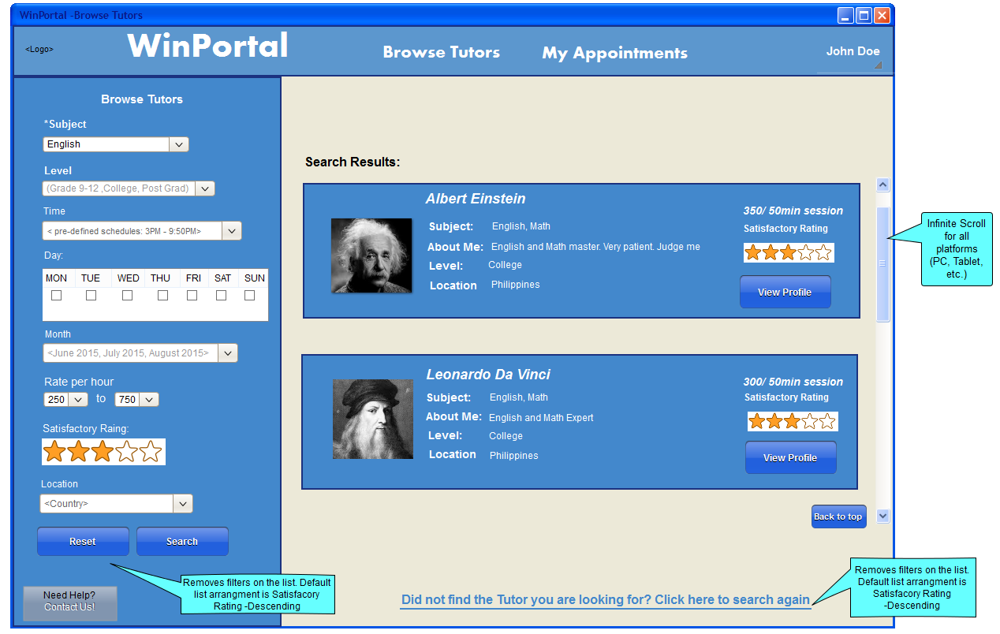 WinPortal -Browse Tutors
<Logo>
WinPortal
Browse Tutors
My Appointments
John Doe
Browse Tutors
*Subject
English
Level
(Grade 9-12 ,College, Post Grad)
Time
< pre-defined schedules: 3PM - 9:50PM>
Day:
MON TUE WED THU FRI SAT SUN
Month
<June 2015, July 2015, August 2015>
Rate per hour
250 to 750
Satisfactory Raing:
Location
<Country>
Reset
Search
Removes filters on the list. Default
list arrangment is Satisfacory
Rating -Descending
Need Help?
Contact Us!
Search Results:
Albert Einstein
Subject: English, Math
About Me: English and Math master. Very patient. Judge me
Level: College
Location Philippines
350/ 50min session
Satisfactory Rating
View Profile
Leonardo Da Vinci
Subject: English, Math
About Me: English and Math Expert
Level: College
Location Philippines
300/ 50min session
Satisfactory Rating
View Profile
Back to top
Did not find the Tutor you are looking for? Click here to search again
Infinite Scroll
for all
platforms
(PC, Tablet,
etc.)
Removes filters on the list.
Default list arrangment is
Satisfacory Rating
-Descending